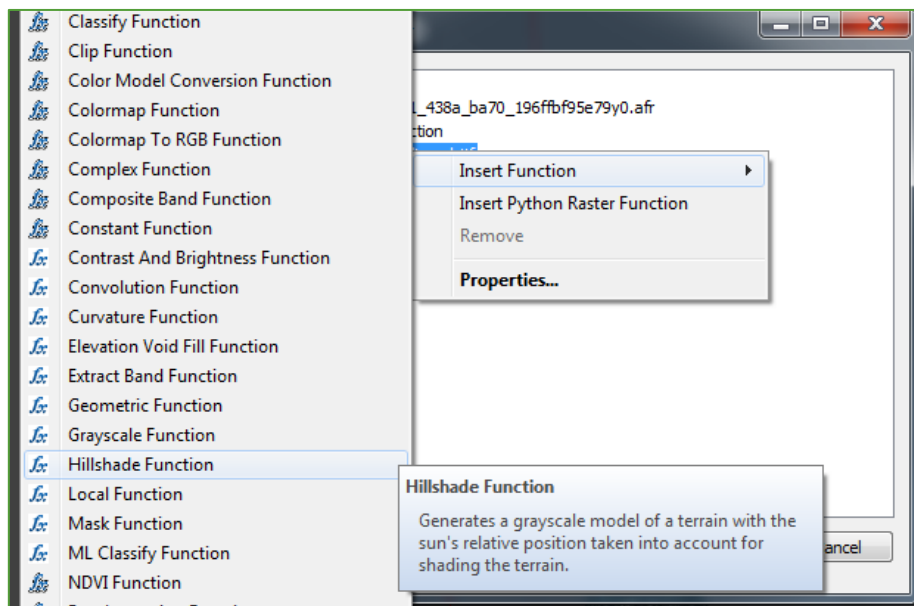 Classify Function
Clip Function
Color Model Conversion Function
Colormap Function
Colormap To RGB Function
Complex Function
Composite Band Function
Constant Function
Contrast And Brightness Function
Convolution Function
Curvature Function
Elevation Void Fill Function
Extract Band Function
Geometric Function
Grayscale Function
Hillshade Function
Local Function
Mask Function
ML Classify Function
NDVI Function
_438a_ba70_196ffbf95e79y0.afr
Insert Function
Insert Python Raster Function
Remove
Properties...
Hillshade Function
Generates a grayscale model of a terrain with the
sun's relative position taken into account for
shading the terrain.
ancel